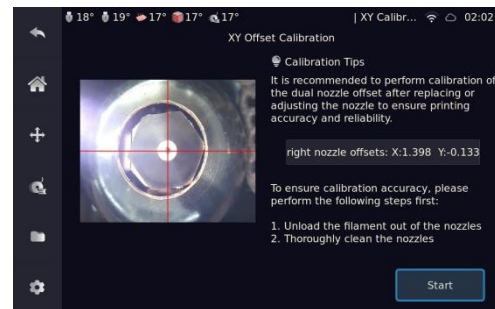 18° 19° 17° 17° 17° | XY Calibr... 02:02
XY Offset Calibration
Calibration Tips
It is recommended to perform calibration of
the dual nozzle offset after replacing or
adjusting the nozzle to ensure printing
accuracy and reliability.
right nozzle offsets: X:1.398 Y:-0.133
To ensure calibration accuracy, please
perform the following steps first:
1. Unload the filament out of the nozzles
2. Thoroughly clean the nozzles
Start